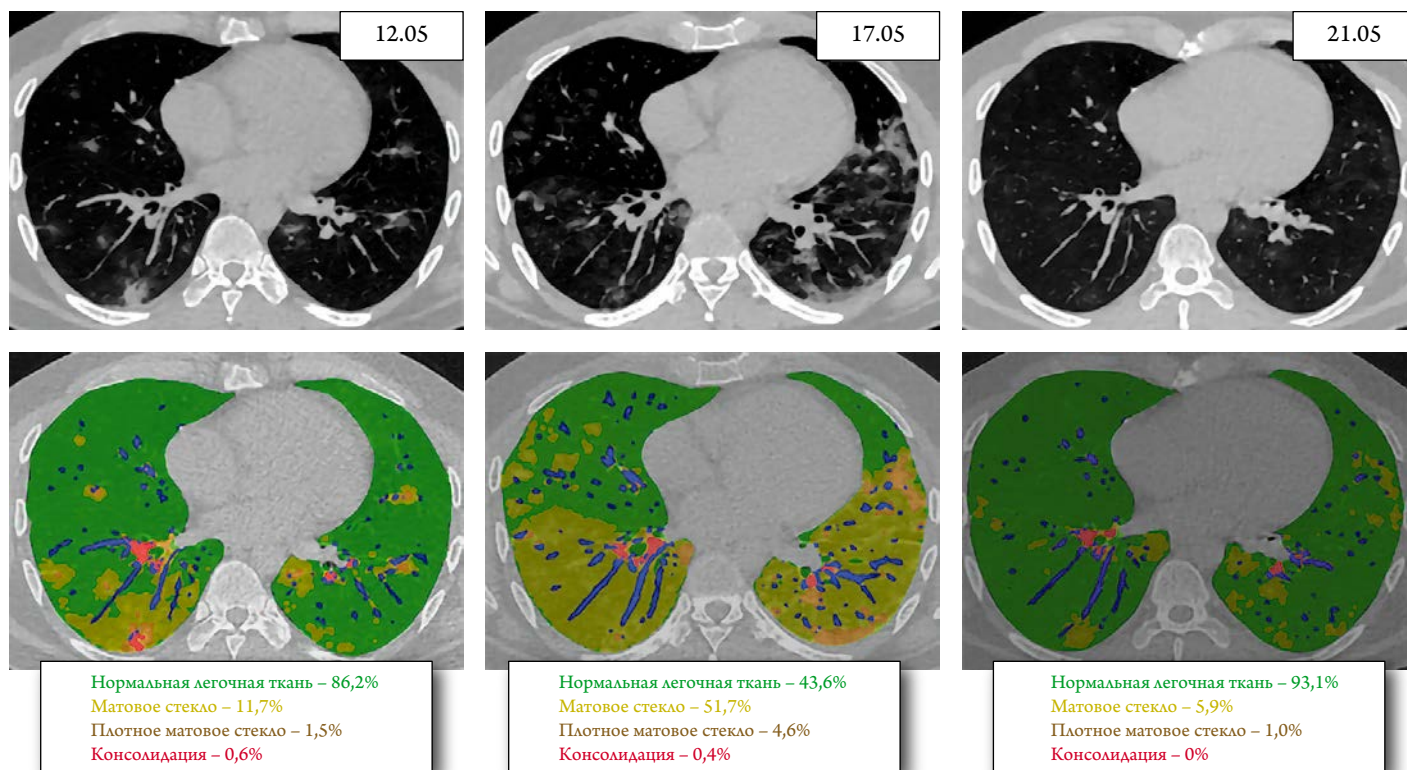 12.05
17.05
21.05
Нормальная легочная ткань – 86,2%
Матовое стекло – 11,7%
Плотное матовое стекло – 1,5%
Консолидация – 0,6%
Нормальная легочная ткань – 43,6%
Матовое стекло – 51,7%
Плотное матовое стекло – 4,6%
Консолидация – 0,4%
Нормальная легочная ткань – 93,1%
Матовое стекло – 5,9%
Плотное матовое стекло – 1,0%
Консолидация – 0%